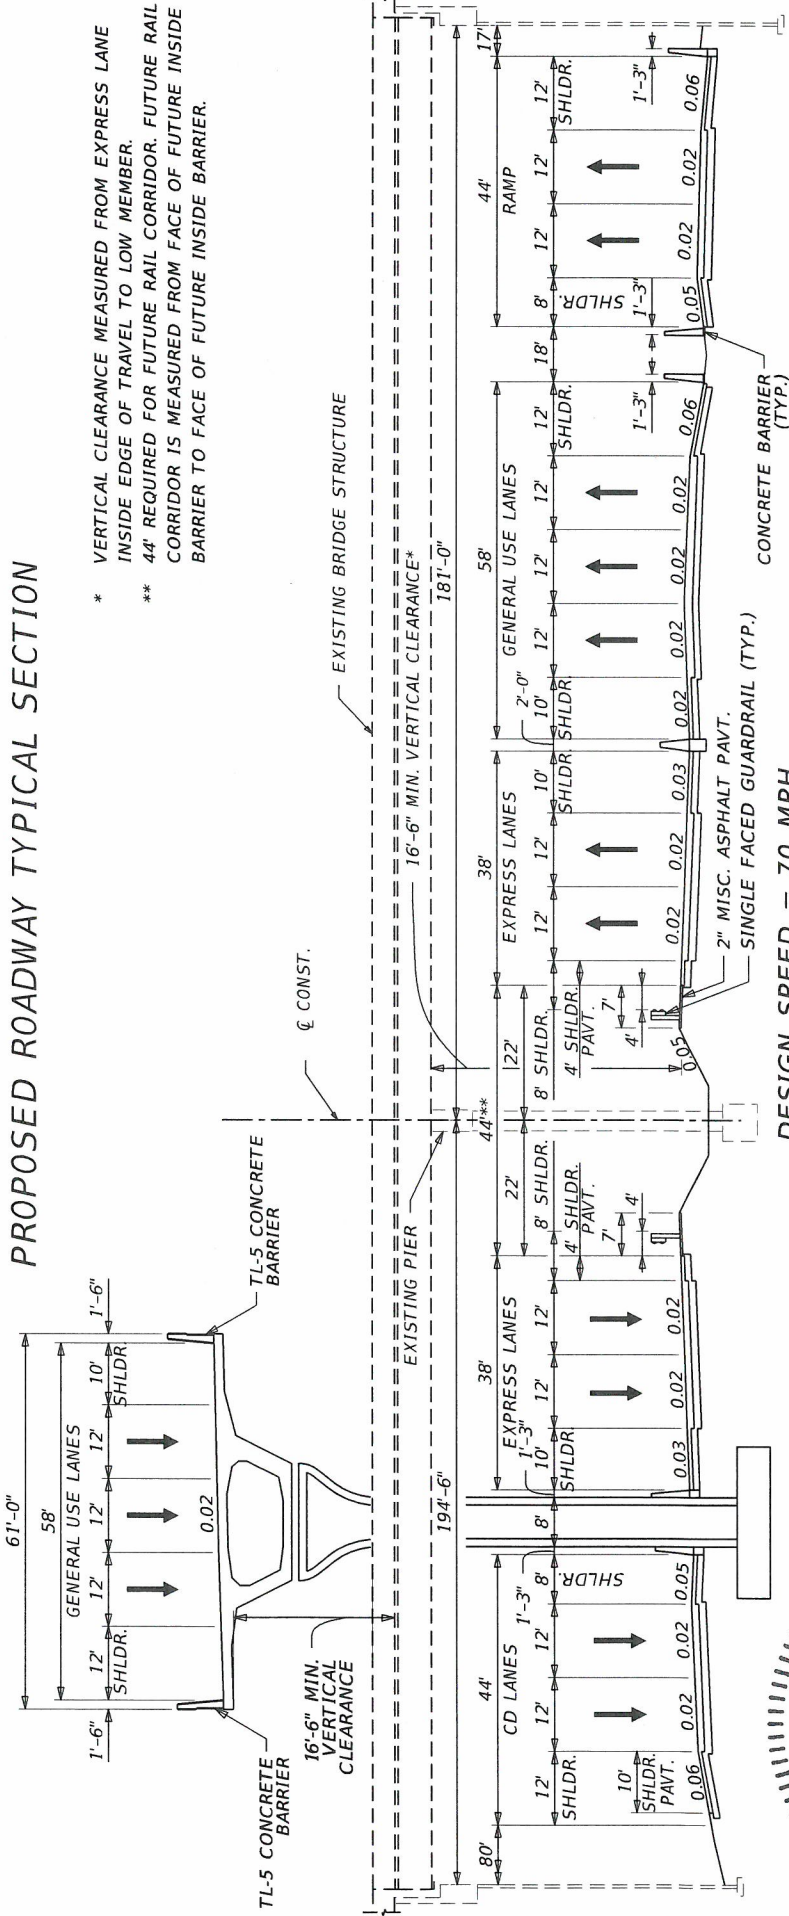 PROPOSED ROADWAY TYPICAL SECTION
* VERTICAL CLEARANCE MEASURED FROM EXPRESS LANE
INSIDE EDGE OF TRAVEL TO LOW MEMBER.
** 44' REQUIRED FOR FUTURE RAIL CORRIDOR. FUTURE RAIL
CORRIDOR IS MEASURED FROM FACE OF FUTURE INSIDE
BARRIER TO FACE OF FUTURE INSIDE BARRIER.
61'-0"
1'-6" 58' 1'-6"
GENERAL USE LANES
12' 12' 12' 12' 10'
SHLDR. SHLDR.
0.02
TL-5 CONCRETE
BARRIER
TL-5 CONCRETE
BARRIER
16'-6" MIN.
VERTICAL
CLEARANCE
℄ CONST.
EXISTING BRIDGE STRUCTURE
EXISTING PIER
16'-6" MIN. VERTICAL CLEARANCE*
194'-6" 181'-0"
80' 44' 8' 38' 44'** 38' 58' 18' 44' 17'
22' 22'
CD LANES EXPRESS LANES EXPRESS LANES GENERAL USE LANES RAMP
12' 12' 12' 8' 1'-3" 1'-3" 10' 12' 12' 8' SHLDR. 8' SHLDR. 12' 12' 10' 2'-0" 10' 12' 12' 12' 12' 8' 12' 12' 12'
SHLDR. SHLDR. SHLDR. SHLDR. SHLDR. SHLDR. SHLDR. SHLDR.
4' SHLDR.
PAVT.
4' SHLDR.
PAVT.
10'
SHLDR.
PAVT.
7' 4' 4' 7'
1'-3" 1'-3" 1'-3"
0.06 0.02 0.02 0.05 0.03 0.02 0.02 0.05 0.02 0.02 0.03 0.02 0.02 0.02 0.02 0.06 0.05 0.02 0.02 0.06
2" MISC. ASPHALT PAVT.
SINGLE FACED GUARDRAIL (TYP.)
CONCRETE BARRIER
(TYP.)
DESIGN SPEED = 70 MPH